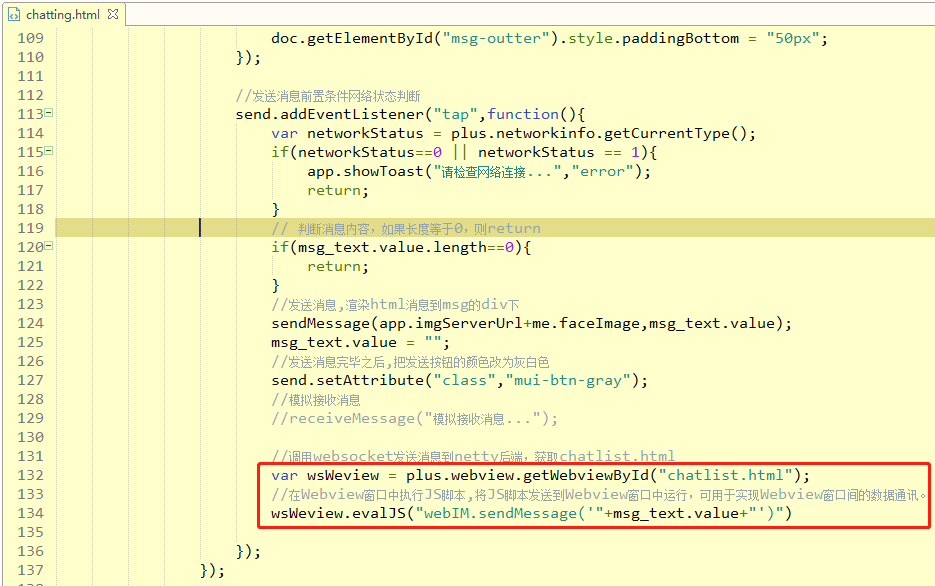 chatting.html
109 doc.getElementById("msg-outter").style.paddingBottom = "50px";
110 });
111
112 //发送消息前置条件网络状态判断
113 send.addEventListener("tap",function(){
114 var networkStatus = plus.networkinfo.getCurrentType();
115 if(networkStatus==0 || networkStatus == 1){
116 app.showToast("请检查网络连接...","error");
117 return;
118 }
119 // 判断消息内容，如果长度等于0，则return
120 if(msg_text.value.length==0){
121 return;
122 }
123 //发送消息,渲染html消息到msg的div下
124 sendMessage(app.imgServerUrl+me.faceImage,msg_text.value);
125 msg_text.value = "";
126 //发送消息完毕之后,把发送按钮的颜色改为灰白色
127 send.setAttribute("class","mui-btn-gray");
128 //模拟接收消息
129 //receiveMessage("模拟接收消息...");
130
131 //调用websocket发送消息到netty后端，获取chatlist.html
132 var wsWeview = plus.webview.getWebviewById("chatlist.html");
133 //在Webview窗口中执行JS脚本,将JS脚本发送到Webview窗口中运行，可用于实现Webview窗口间的数据通讯。
134 wsWeview.evalJS("webIM.sendMessage('"+msg_text.value+"')")
135
136 });
137 });